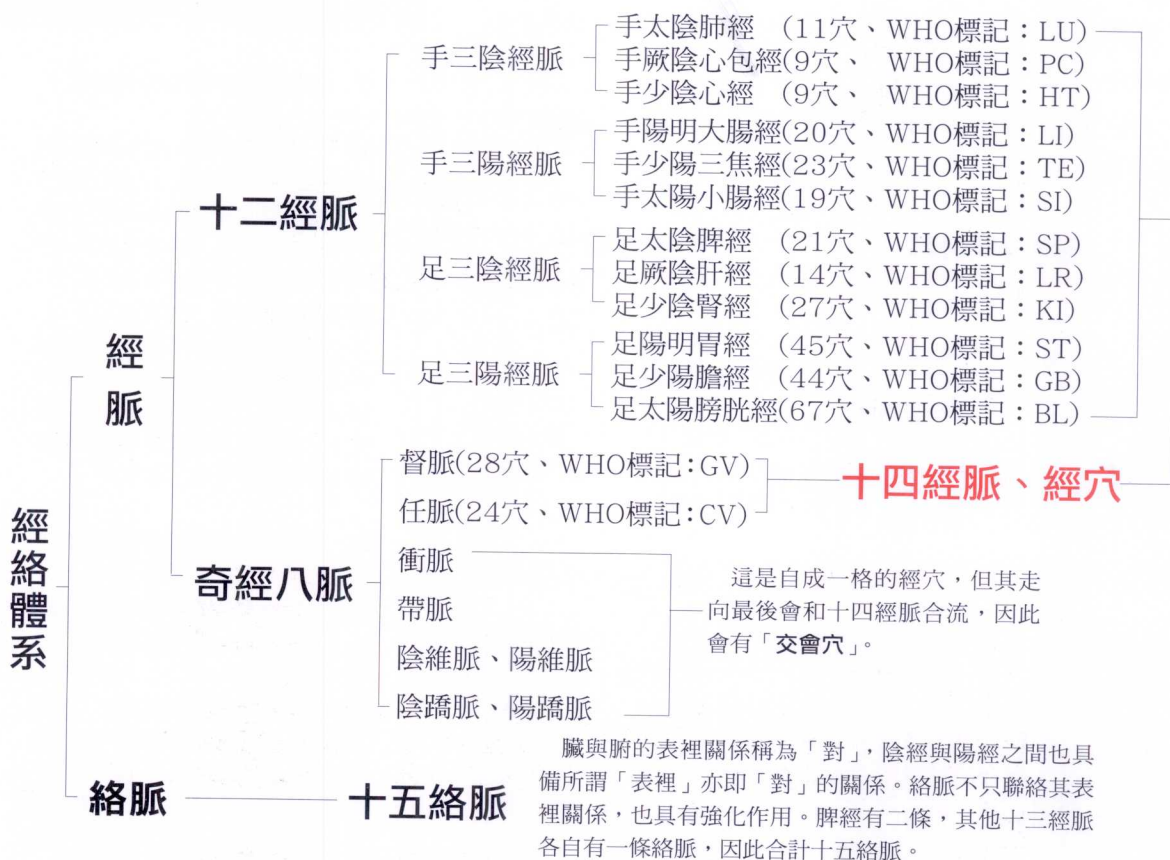 經絡體系
經脈
十二經脈
手三陰經脈
手太陰肺經 (11穴、WHO標記：LU)
手厥陰心包經(9穴、 WHO標記：PC)
手少陰心經 (9穴、 WHO標記：HT)
手三陽經脈
手陽明大腸經(20穴、WHO標記：LI)
手少陽三焦經(23穴、WHO標記：TE)
手太陽小腸經(19穴、WHO標記：SI)
足三陰經脈
足太陰脾經 (21穴、WHO標記：SP)
足厥陰肝經 (14穴、WHO標記：LR)
足少陰腎經 (27穴、WHO標記：KI)
足三陽經脈
足陽明胃經 (45穴、WHO標記：ST)
足少陽膽經 (44穴、WHO標記：GB)
足太陽膀胱經(67穴、WHO標記：BL)
奇經八脈
督脈(28穴、WHO標記：GV)
任脈(24穴、WHO標記：CV)
十四經脈、經穴
衝脈
帶脈
陰維脈、陽維脈
陰蹻脈、陽蹻脈
這是自成一格的經穴，但其走
向最後會和十四經脈合流，因此
會有「交會穴」。
絡脈
十五絡脈
臟與腑的表裡關係稱為「對」，陰經與陽經之間也具
備所謂「表裡」亦即「對」的關係。絡脈不只聯絡其表
裡關係，也具有強化作用。脾經有二條，其他十三經脈
各自有一條絡脈，因此合計十五絡脈。